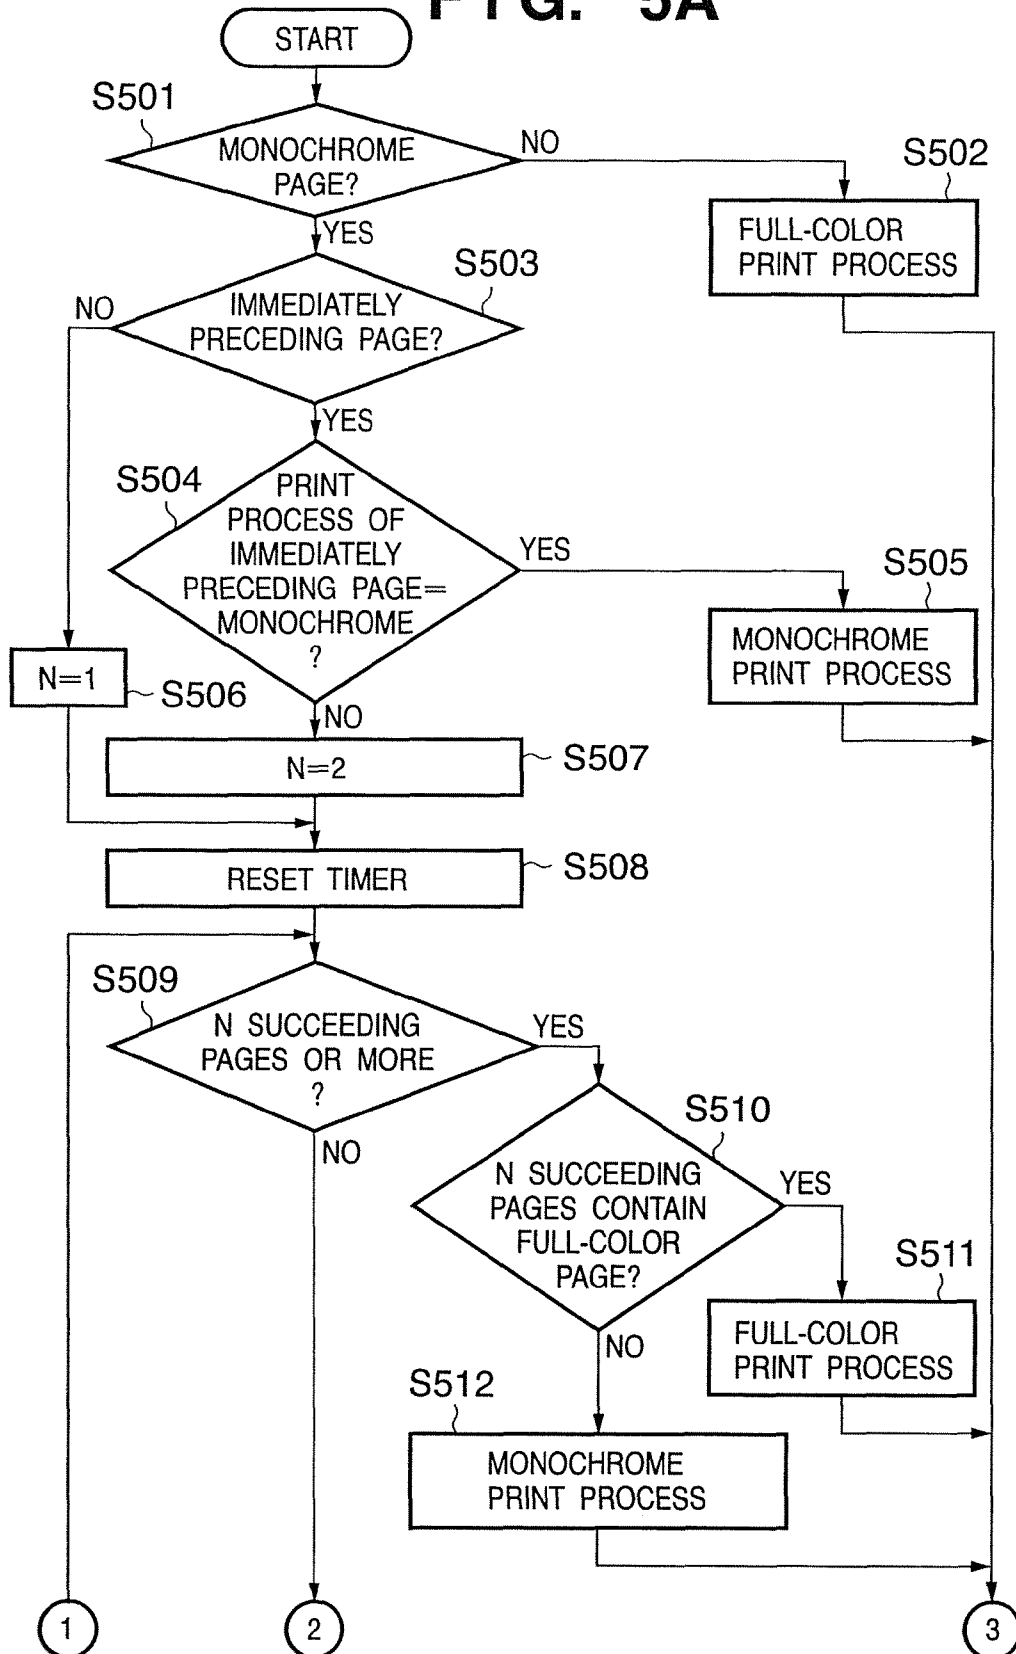 FIG. 5A
START
S501
MONOCHROME
PAGE?
NO
S502
FULL-COLOR
PRINT PROCESS
YES
S503
NO
IMMEDIATELY
PRECEDING PAGE?
YES
S504
PRINT
PROCESS OF
IMMEDIATELY
PRECEDING PAGE=
MONOCHROME
?
YES
S505
MONOCHROME
PRINT PROCESS
N=1
S506
NO
N=2
S507
RESET TIMER
S508
S509
N SUCCEEDING
PAGES OR MORE
?
YES
NO
S510
N SUCCEEDING
PAGES CONTAIN
FULL-COLOR
PAGE?
YES
S511
FULL-COLOR
PRINT PROCESS
NO
S512
MONOCHROME
PRINT PROCESS
1
2
3